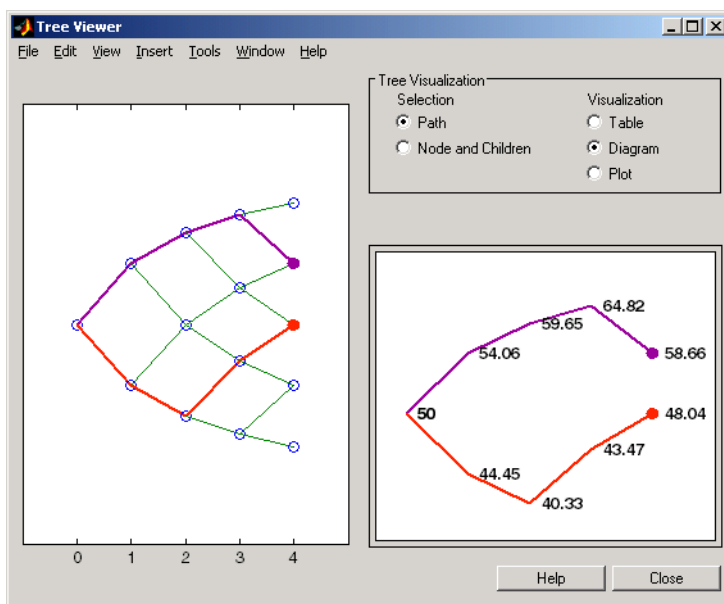 Tree Viewer
File Edit View Insert Tools Window Help
Tree Visualization
Selection
Path
Node and Children
Visualization
Table
Diagram
Plot
0 1 2 3 4
64.82
59.65
54.06
58.66
50
48.04
43.47
44.45
40.33
Help
Close